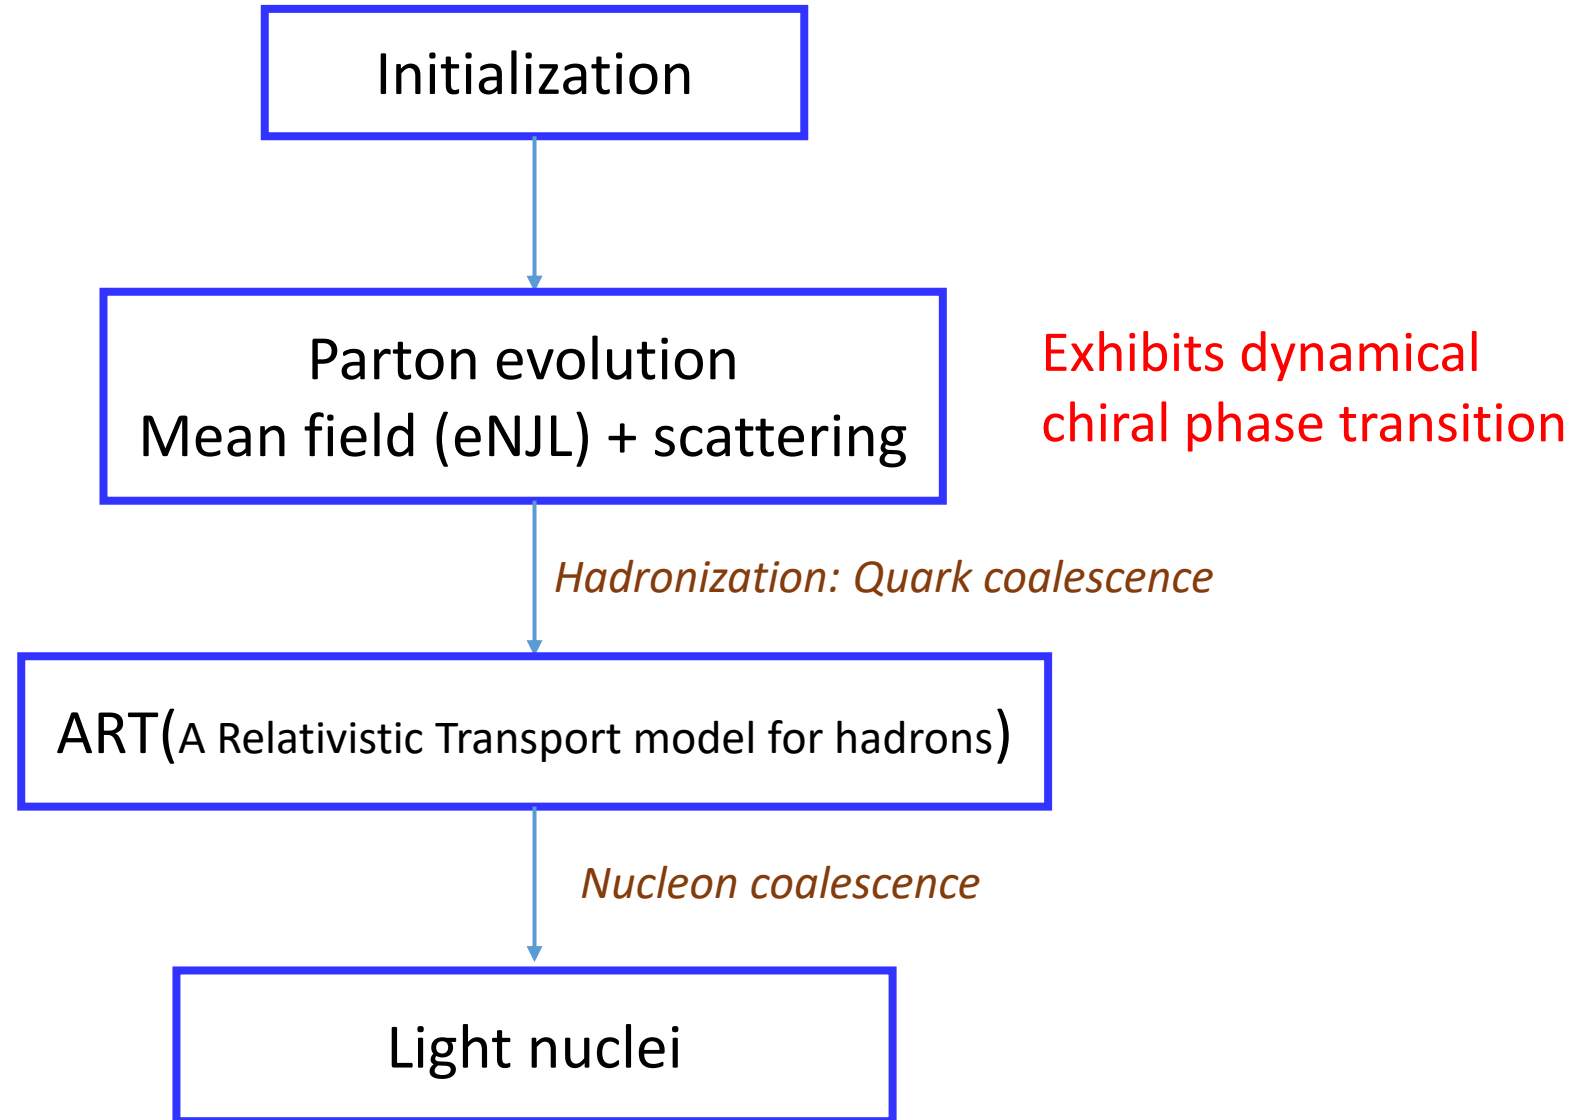 Initialization
Parton evolution
Mean field (eNJL) + scattering
Exhibits dynamical
chiral phase transition
Hadronization: Quark coalescence
ART(A Relativistic Transport model for hadrons)
Nucleon coalescence
Light nuclei